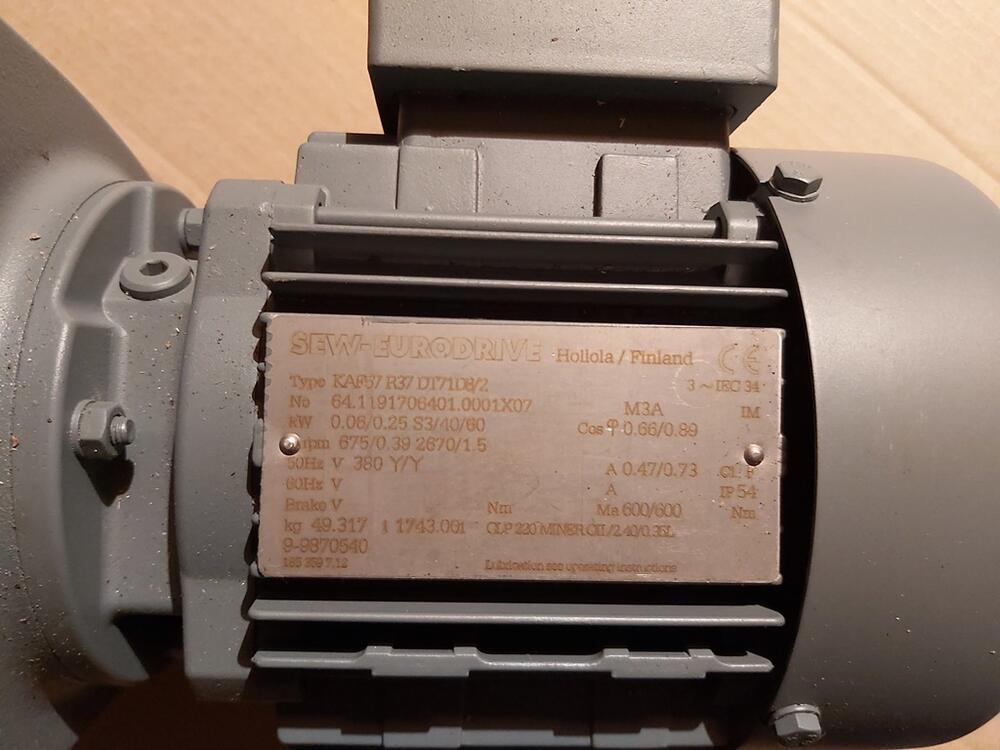 SEW-EURODRIVE Hollola / Finland CE
Type KAF57 R37 DT71D8/2 3 ~ IEC 34
No 64.1191706401.0001X07 M3A IM
kW 0.06/0.25 S3/40/60 Cos φ 0.66/0.89
rpm 675/0.39 2670/1.5
50Hz V 380 Y/Y A 0.47/0.73 CL F
60Hz V A IP 54
Brake V Nm Ma 600/600 Nm
kg 49.317 i 1743.001 CLP 220 MINER OIL/2.40/0.35L
9-9870540
185 359 7.12 Lubrication see operating instructions